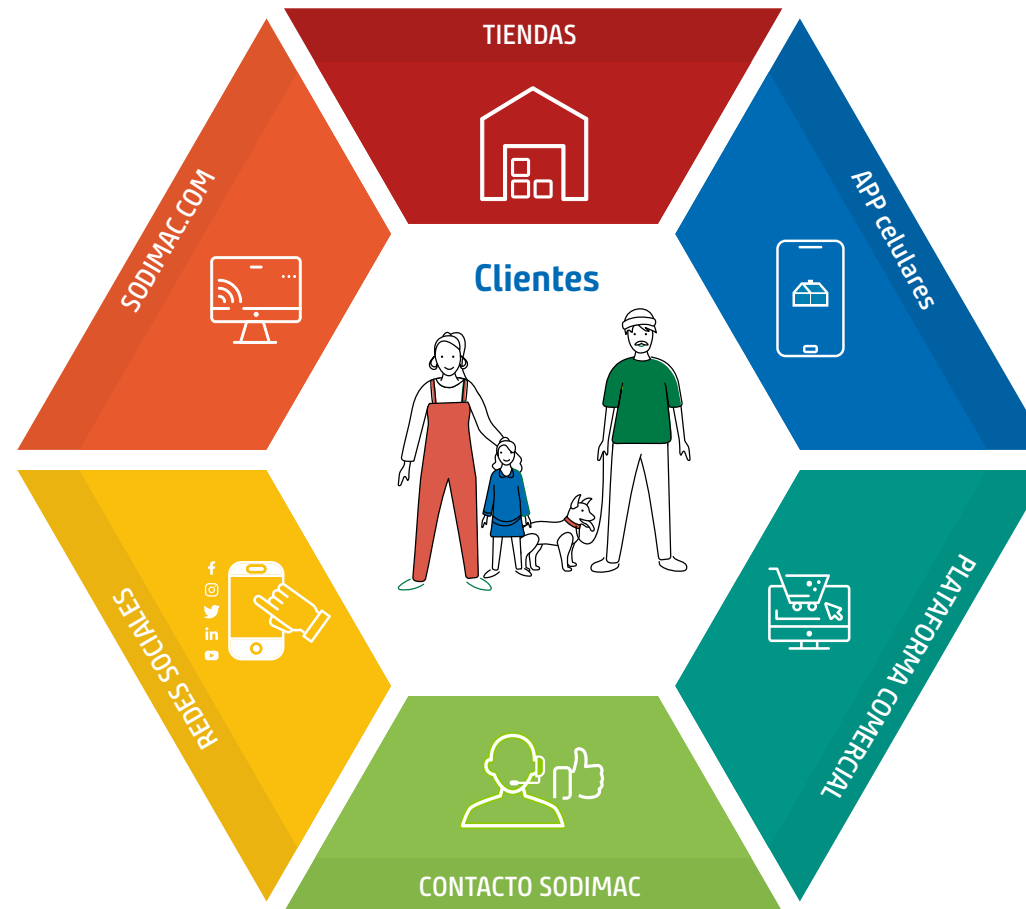 TIENDAS
SODIMAC.COM
APP celulares
Clientes
REDES SOCIALES
PLATAFORMA COMERCIAL
CONTACTO SODIMAC